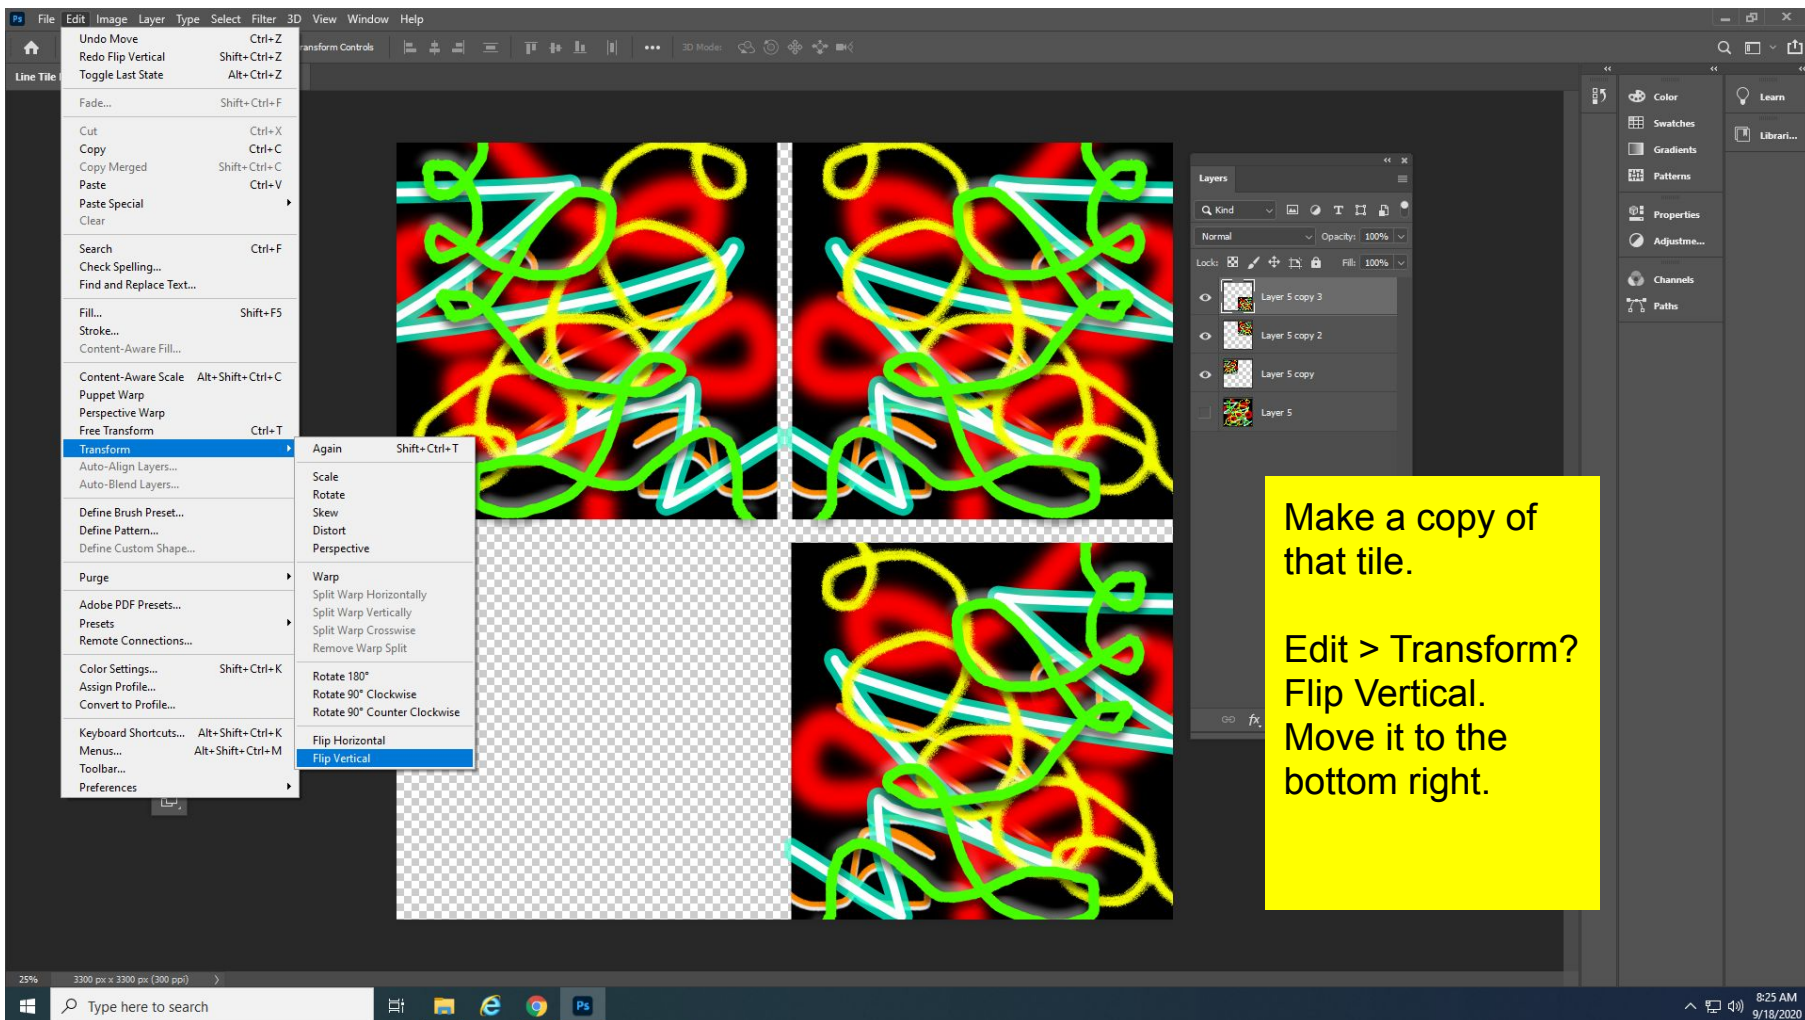 Ps File Edit Image Layer Type Select Filter 3D View Window Help
Undo Move Ctrl+Z
Redo Flip Vertical Shift+Ctrl+Z
Toggle Last State Alt+Ctrl+Z
Fade... Shift+Ctrl+F
Cut Ctrl+X
Copy Ctrl+C
Copy Merged Shift+Ctrl+C
Paste Ctrl+V
Paste Special
Clear
Search Ctrl+F
Check Spelling...
Find and Replace Text...
Fill... Shift+F5
Stroke...
Content-Aware Fill...
Content-Aware Scale Alt+Shift+Ctrl+C
Puppet Warp
Perspective Warp
Free Transform Ctrl+T
Transform
Auto-Align Layers...
Auto-Blend Layers...
Define Brush Preset...
Define Pattern...
Define Custom Shape...
Purge
Adobe PDF Presets...
Presets
Remote Connections...
Color Settings... Shift+Ctrl+K
Assign Profile...
Convert to Profile...
Keyboard Shortcuts... Alt+Shift+Ctrl+K
Menus... Alt+Shift+Ctrl+M
Toolbar...
Preferences
Again Shift+Ctrl+T
Scale
Rotate
Skew
Distort
Perspective
Warp
Split Warp Horizontally
Split Warp Vertically
Split Warp Crosswise
Remove Warp Split
Rotate 180°
Rotate 90° Clockwise
Rotate 90° Counter Clockwise
Flip Horizontal
Flip Vertical
ransform Controls
3D Mode:
Line Tile
Layers
Kind
Normal Opacity: 100%
Lock: Fill: 100%
Layer 5 copy 3
Layer 5 copy 2
Layer 5 copy
Layer 5
fx
Color
Swatches
Gradients
Patterns
Properties
Adjustme...
Channels
Paths
Learn
Librari...
Make a copy of
that tile.
Edit > Transform?
Flip Vertical.
Move it to the
bottom right.
25% 3300 px x 3300 px (300 ppi)
Type here to search
Ps
8:25 AM
9/18/2020